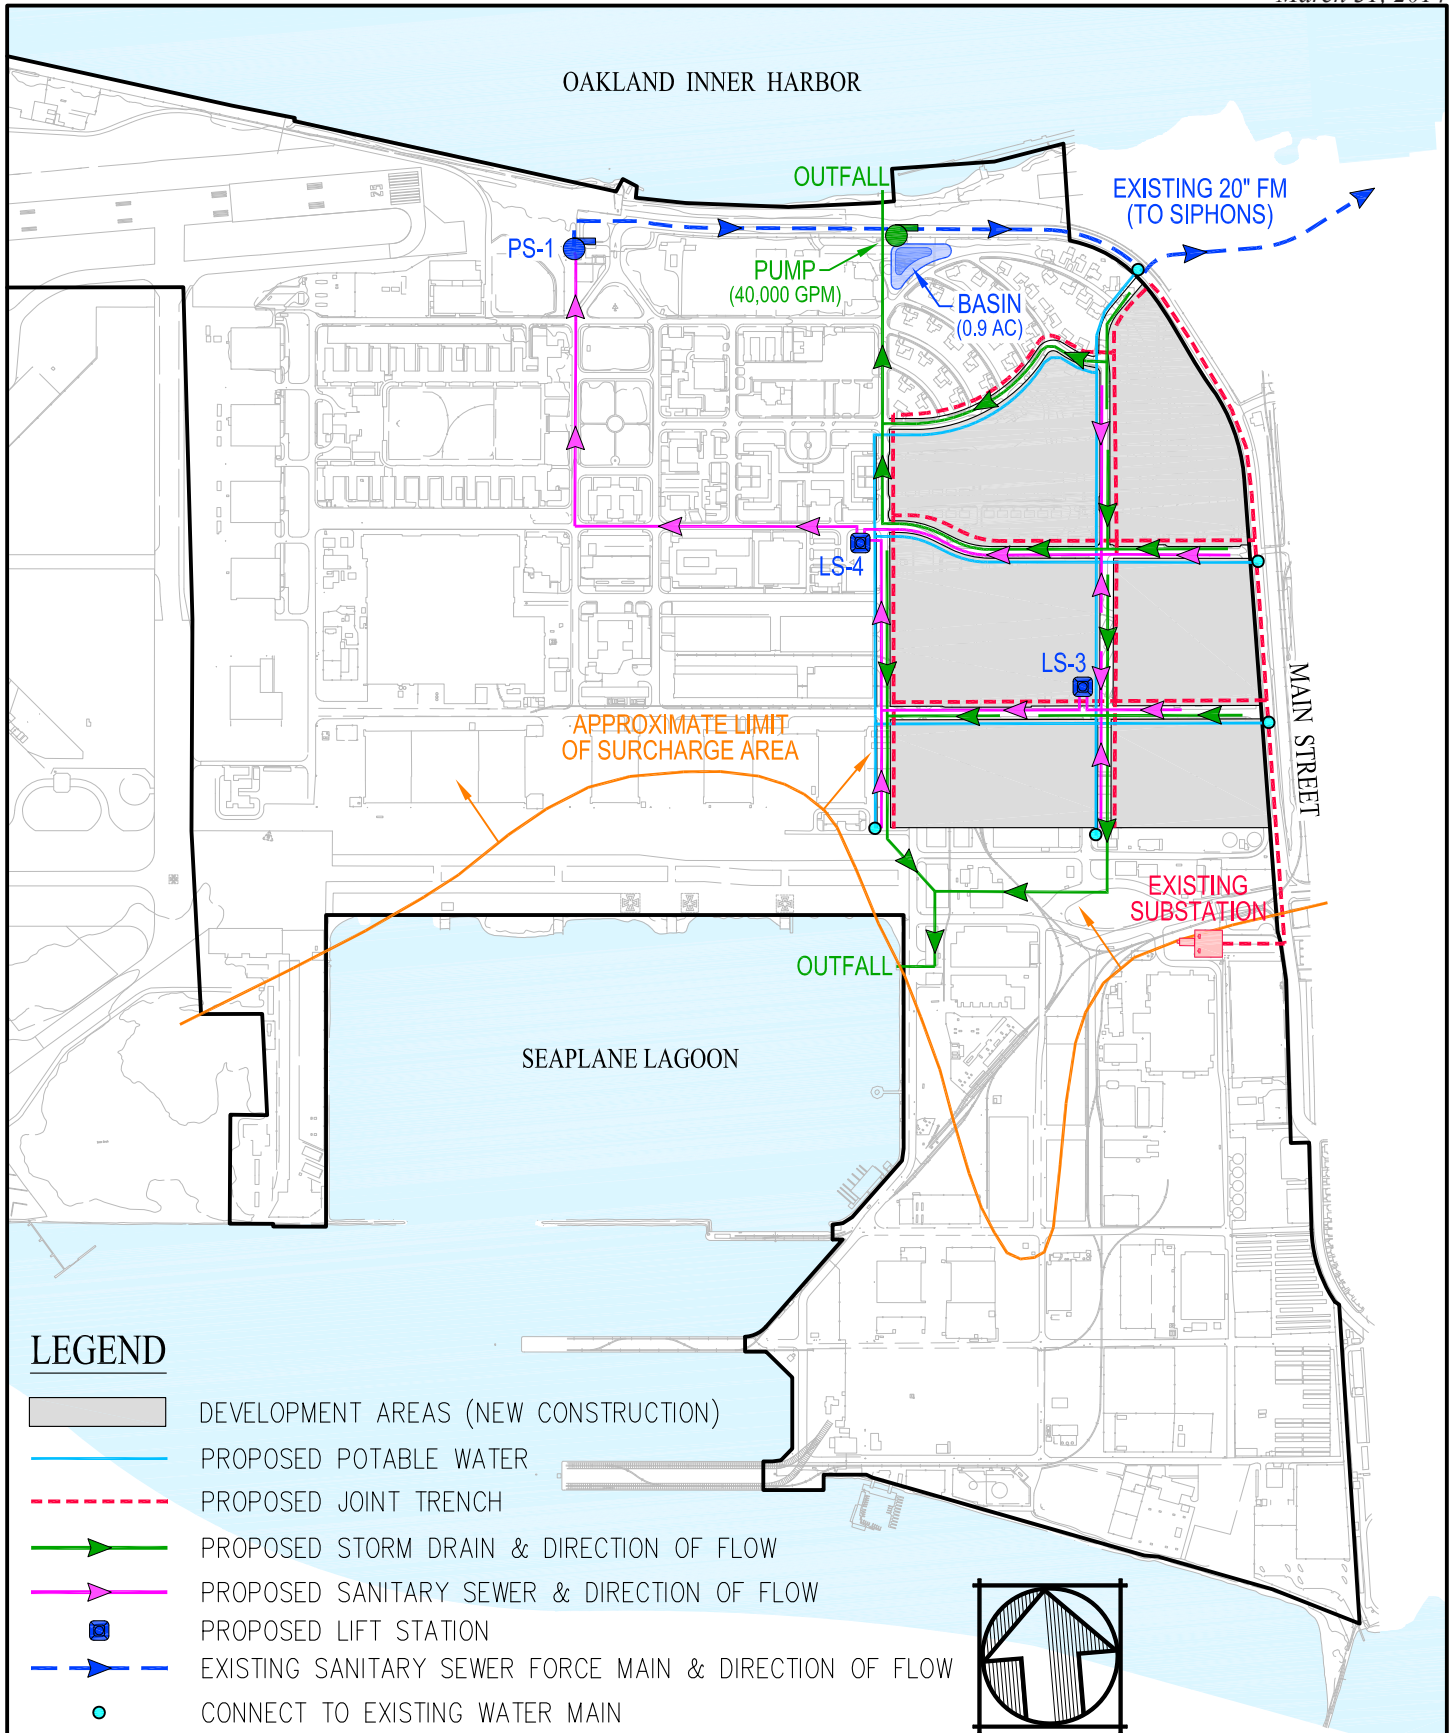 March 31, 2014
OAKLAND INNER HARBOR
OUTFALL
EXISTING 20" FM
(TO SIPHONS)
PS-1
PUMP
(40,000 GPM)
BASIN
(0.9 AC)
LS-4
LS-3
MAIN STREET
APPROXIMATE LIMIT
OF SURCHARGE AREA
EXISTING
SUBSTATION
OUTFALL
SEAPLANE LAGOON
LEGEND
DEVELOPMENT AREAS (NEW CONSTRUCTION)
PROPOSED POTABLE WATER
PROPOSED JOINT TRENCH
PROPOSED STORM DRAIN & DIRECTION OF FLOW
PROPOSED SANITARY SEWER & DIRECTION OF FLOW
PROPOSED LIFT STATION
EXISTING SANITARY SEWER FORCE MAIN & DIRECTION OF FLOW
CONNECT TO EXISTING WATER MAIN